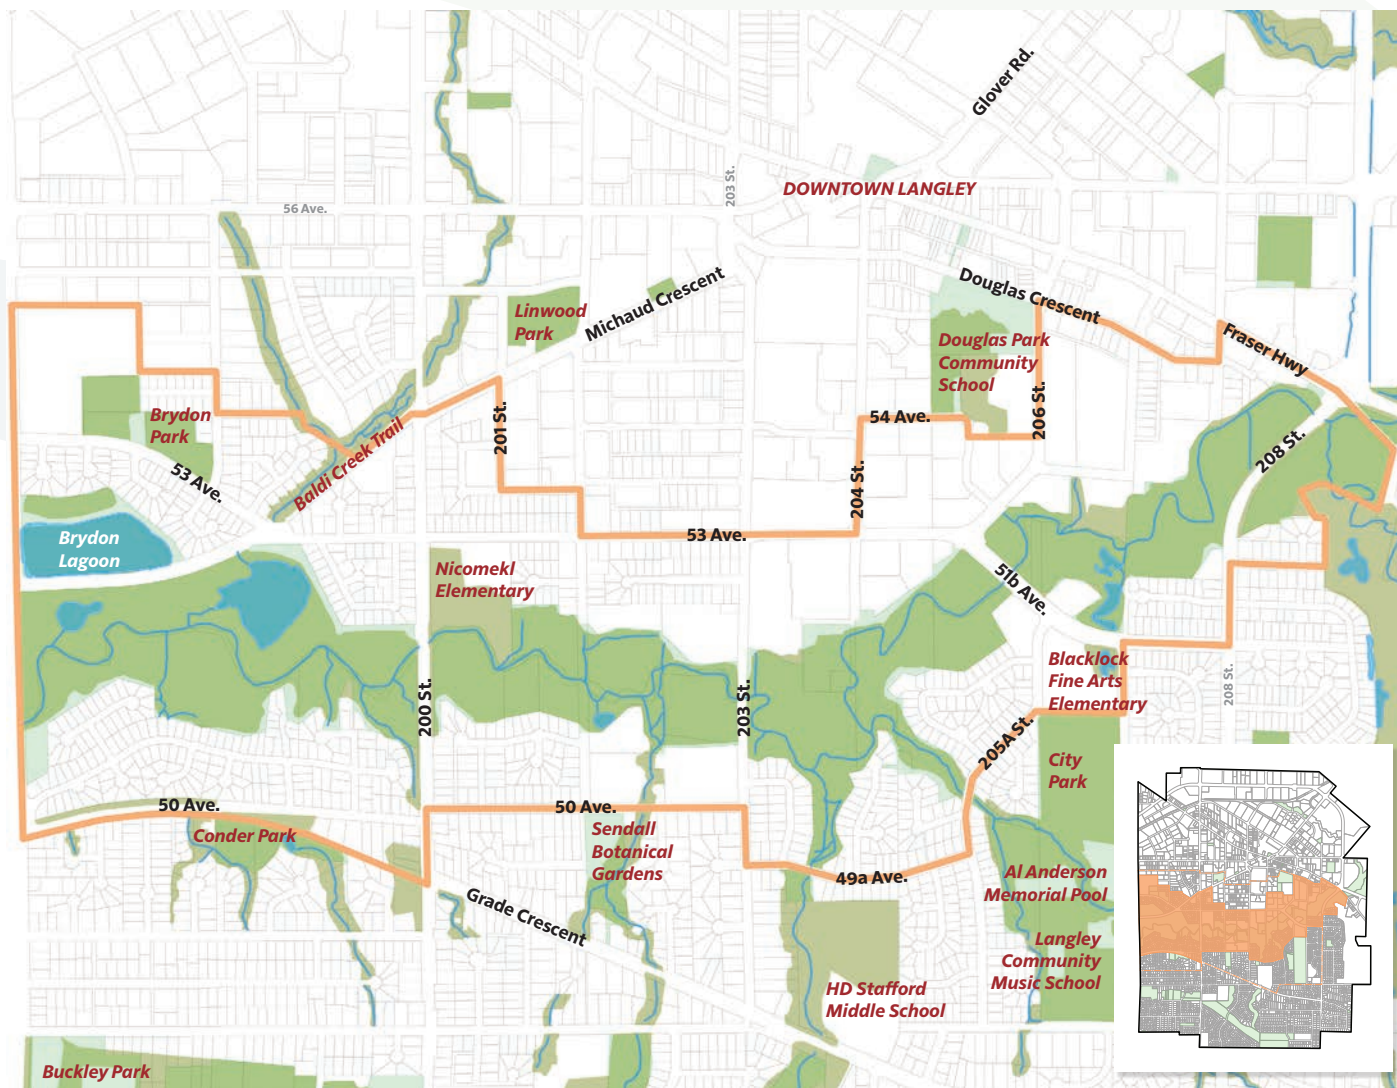 Glover Rd.
203 St.
DOWNTOWN LANGLEY
56 Ave.
Douglas Crescent
Michaud Crescent
Linwood
Park
Douglas Park
Community
School
Fraser Hwy
206 St.
201 St.
54 Ave.
Brydon
Park
Baldi Creek Trail
208 St.
53 Ave.
204 St.
53 Ave.
Brydon
Lagoon
Nicomekl
Elementary
51b Ave.
Blacklock
Fine Arts
Elementary
208 St.
200 St.
203 St.
205A St.
City
Park
50 Ave.
50 Ave.
Conder Park
Sendall
Botanical
Gardens
49a Ave.
Al Anderson
Memorial Pool
Grade Crescent
Langley
Community
Music School
HD Stafford
Middle School
Buckley Park